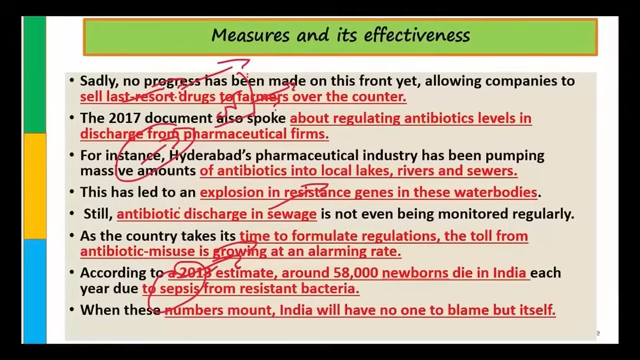 Measures and its effectiveness
• Sadly, no progress has been made on this front yet, allowing companies to
sell last-resort drugs to farmers over the counter.
• The 2017 document also spoke about regulating antibiotics levels in
discharge from pharmaceutical firms.
• For instance, Hyderabad's pharmaceutical industry has been pumping
massive amounts of antibiotics into local lakes, rivers and sewers.
• This has led to an explosion in resistance genes in these waterbodies.
• Still, antibiotic discharge in sewage is not even being monitored regularly.
• As the country takes its time to formulate regulations, the toll from
antibiotic-misuse is growing at an alarming rate.
• According to a 2013 estimate, around 58,000 newborns die in India each
year due to sepsis from resistant bacteria.
• When these numbers mount, India will have no one to blame but itself.